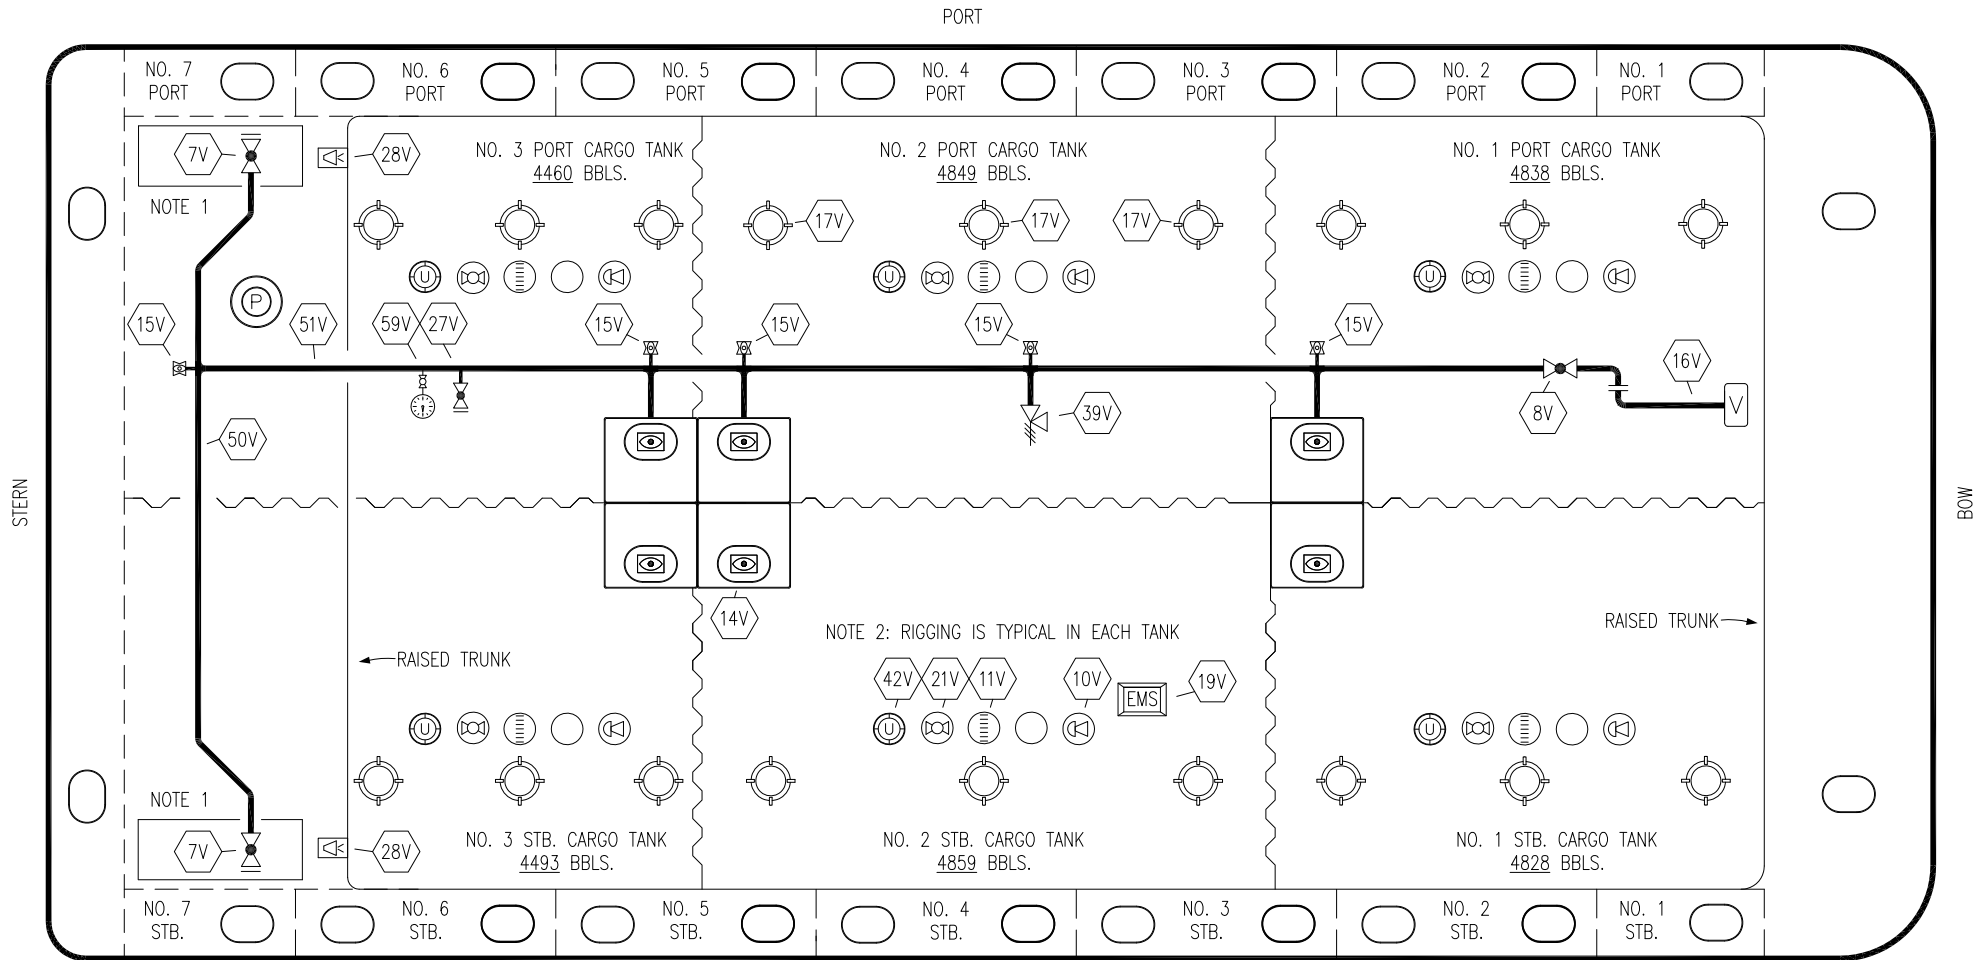 PORT
NO. 7
PORT
NO. 6
PORT
NO. 5
PORT
NO. 4
PORT
NO. 3
PORT
NO. 2
PORT
NO. 1
PORT
7V
28V
NO. 3 PORT CARGO TANK
4460 BBLS.
NO. 2 PORT CARGO TANK
4849 BBLS.
NO. 1 PORT CARGO TANK
4838 BBLS.
NOTE 1
17V
17V
17V
U
U
U
P
15V
51V
59V
27V
15V
15V
15V
15V
16V
V
8V
39V
50V
STERN
BOW
14V
RAISED TRUNK
NOTE 2: RIGGING IS TYPICAL IN EACH TANK
RAISED TRUNK
42V
21V
11V
10V
EMS
19V
U
U
U
NOTE 1
7V
28V
NO. 3 STB. CARGO TANK
4493 BBLS.
NO. 2 STB. CARGO TANK
4859 BBLS.
NO. 1 STB. CARGO TANK
4828 BBLS.
NO. 7
STB.
NO. 6
STB.
NO. 5
STB.
NO. 4
STB.
NO. 3
STB.
NO. 2
STB.
NO. 1
STB.